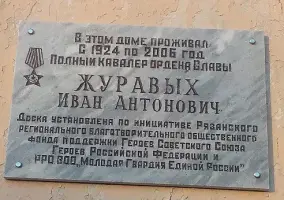 В ЭТОМ ДОМЕ ПРОЖИВАЛ
С 1924 ПО 2006 ГОД
ПОЛНЫЙ КАВАЛЕР ОРДЕНА СЛАВЫ
ЖУРАВЫХ
ИВАН АНТОНОВИЧ
ДОСКА УСТАНОВЛЕНА ПО ИНИЦИАТИВЕ РЯЗАНСКОГО
РЕГИОНАЛЬНОГО БЛАГОТВОРИТЕЛЬНОГО ОБЩЕСТВЕННОГО
ФОНДА ПОДДЕРЖКИ ГЕРОЕВ СОВЕТСКОГО СОЮЗА
ГЕРОЕВ РОССИЙСКОЙ ФЕДЕРАЦИИ И
РРО ВОО "МОЛОДАЯ ГВАРДИЯ ЕДИНОЙ РОССИИ"